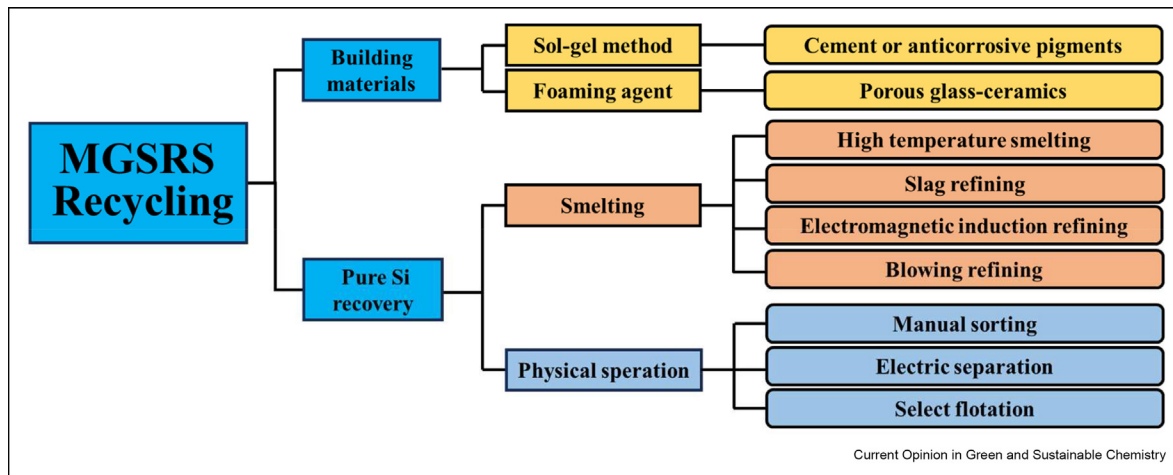 MGSRS
Recycling
Building
materials
Sol-gel method
Cement or anticorrosive pigments
Foaming agent
Porous glass-ceramics
Pure Si
recovery
Smelting
High temperature smelting
Slag refining
Electromagnetic induction refining
Blowing refining
Physical speration
Manual sorting
Electric separation
Select flotation
Current Opinion in Green and Sustainable Chemistry